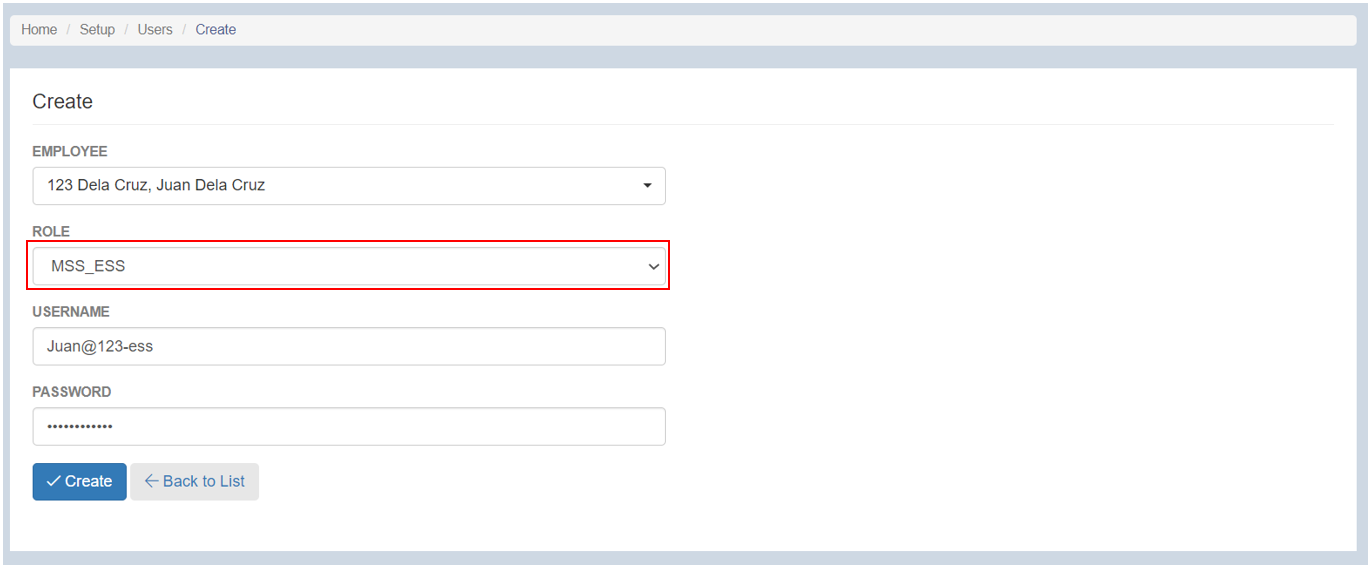 Home / Setup / Users / Create
Create
EMPLOYEE
123 Dela Cruz, Juan Dela Cruz
ROLE
MSS_ESS
USERNAME
Juan@123-ess
PASSWORD
••••••••••••
Create Back to List